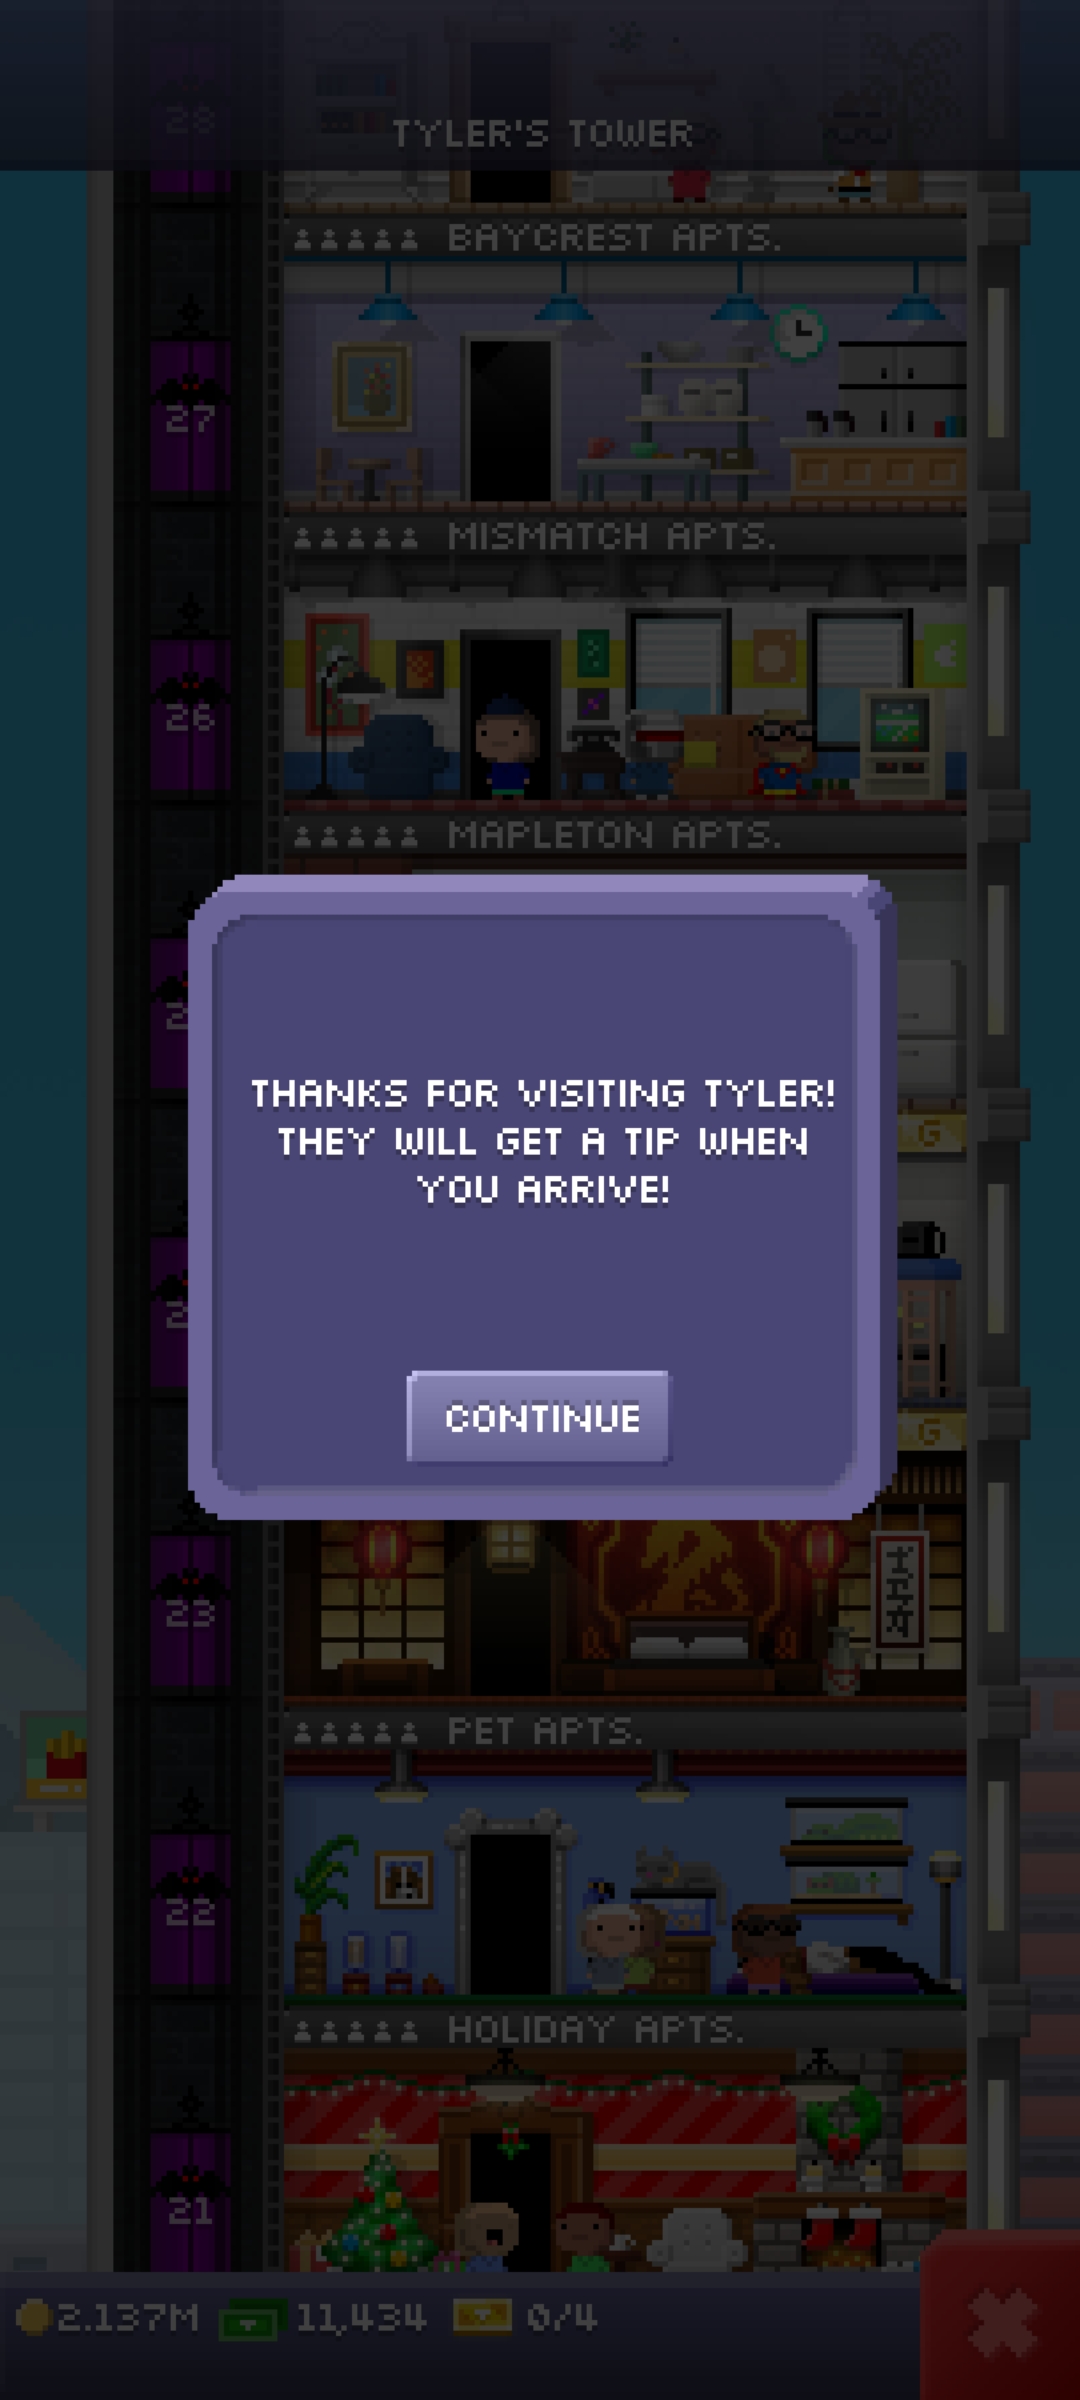 28
TYLER'S TOWER
BAYCREST APTS.
27
MISMATCH APTS.
26
MAPLETON APTS.
THANKS FOR VISITING TYLER!
THEY WILL GET A TIP WHEN
YOU ARRIVE!
G
CONTINUE
G
23
PET APTS.
22
HOLIDAY APTS.
21
2.137M 11,434 0/4